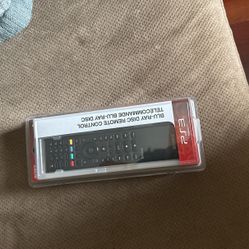 PS3
BLU-RAY DISC REMOTE CONTROL
TÉLÉCOMMANDE BLU-RAY DISC